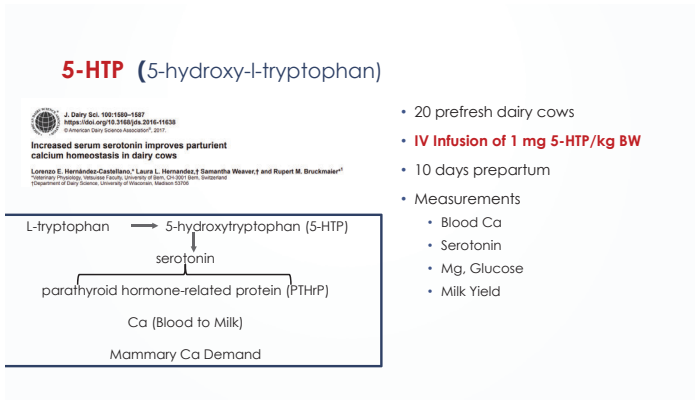 5-HTP (5-hydroxy-l-tryptophan)
J. Dairy Sci. 100:1580–1587
https://doi.org/10.3168/jds.2016-11638
© American Dairy Science Association®, 2017.
Increased serum serotonin improves parturient
calcium homeostasis in dairy cows
Lorenzo E. Hernández-Castellano,* Laura L. Hernandez,† Samantha Weaver,† and Rupert M. Bruckmaier*¹
*Veterinary Physiology, Vetsuisse Faculty, University of Bern, CH-3001 Bern, Switzerland
†Department of Dairy Science, University of Wisconsin, Madison 53706
L-tryptophan 5-hydroxytryptophan (5-HTP)
serotonin
parathyroid hormone-related protein (PTHrP)
Ca (Blood to Milk)
Mammary Ca Demand
• 20 prefresh dairy cows
• IV Infusion of 1 mg 5-HTP/kg BW
• 10 days prepartum
• Measurements
• Blood Ca
• Serotonin
• Mg, Glucose
• Milk Yield